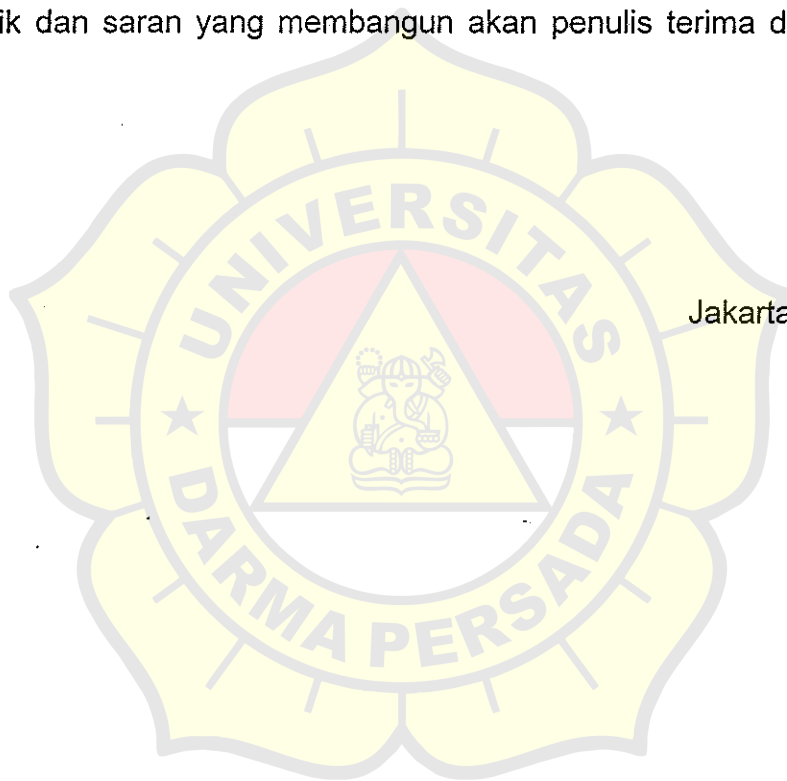 ik dan saran yang membangun akan penulis terima d
UNIVERSITAS
Jakarta
DARMA PERSADA